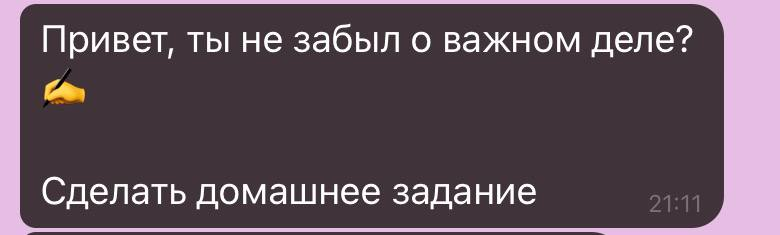 Привет, ты не забыл о важном деле?
✍️
Сделать домашнее задание
21:11